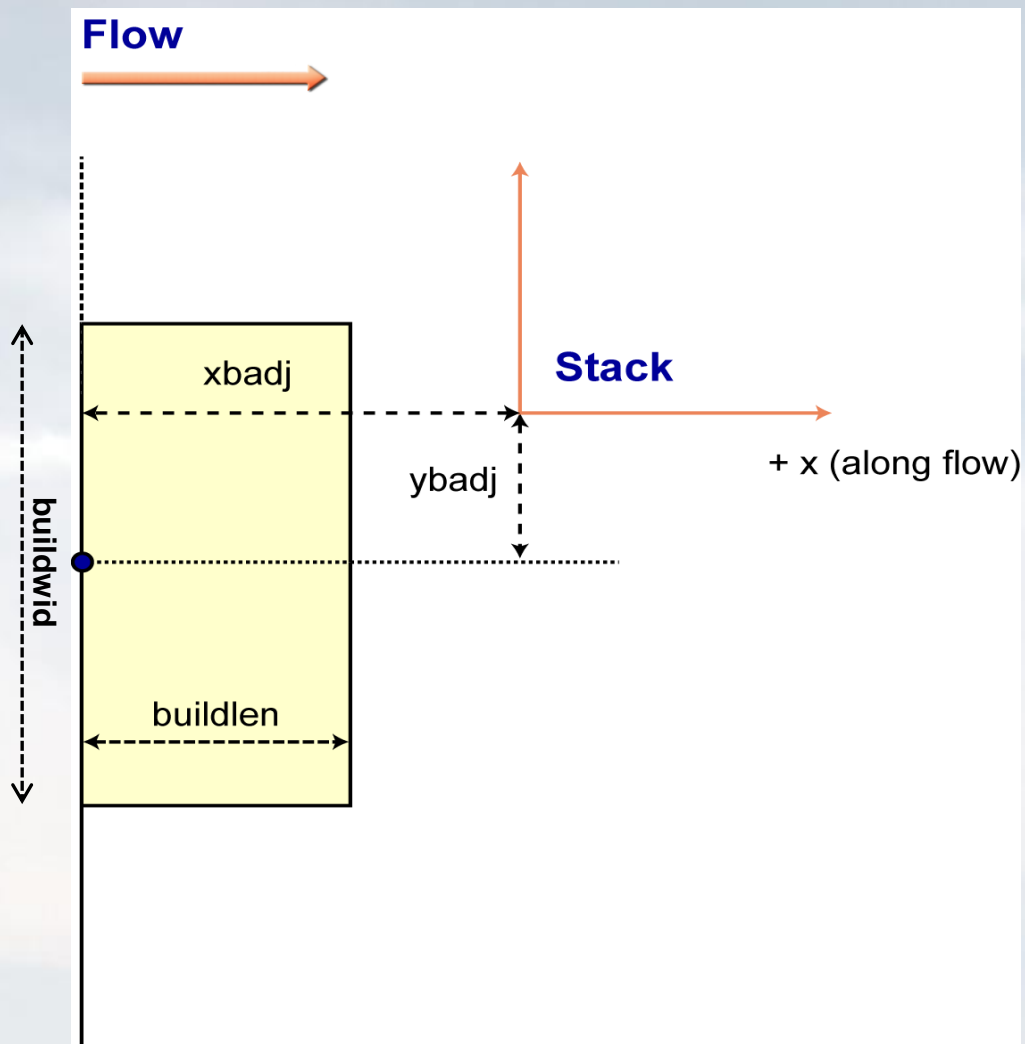 Flow
xbadj
Stack
+ x (along flow)
ybadj
buildwid
buildlen